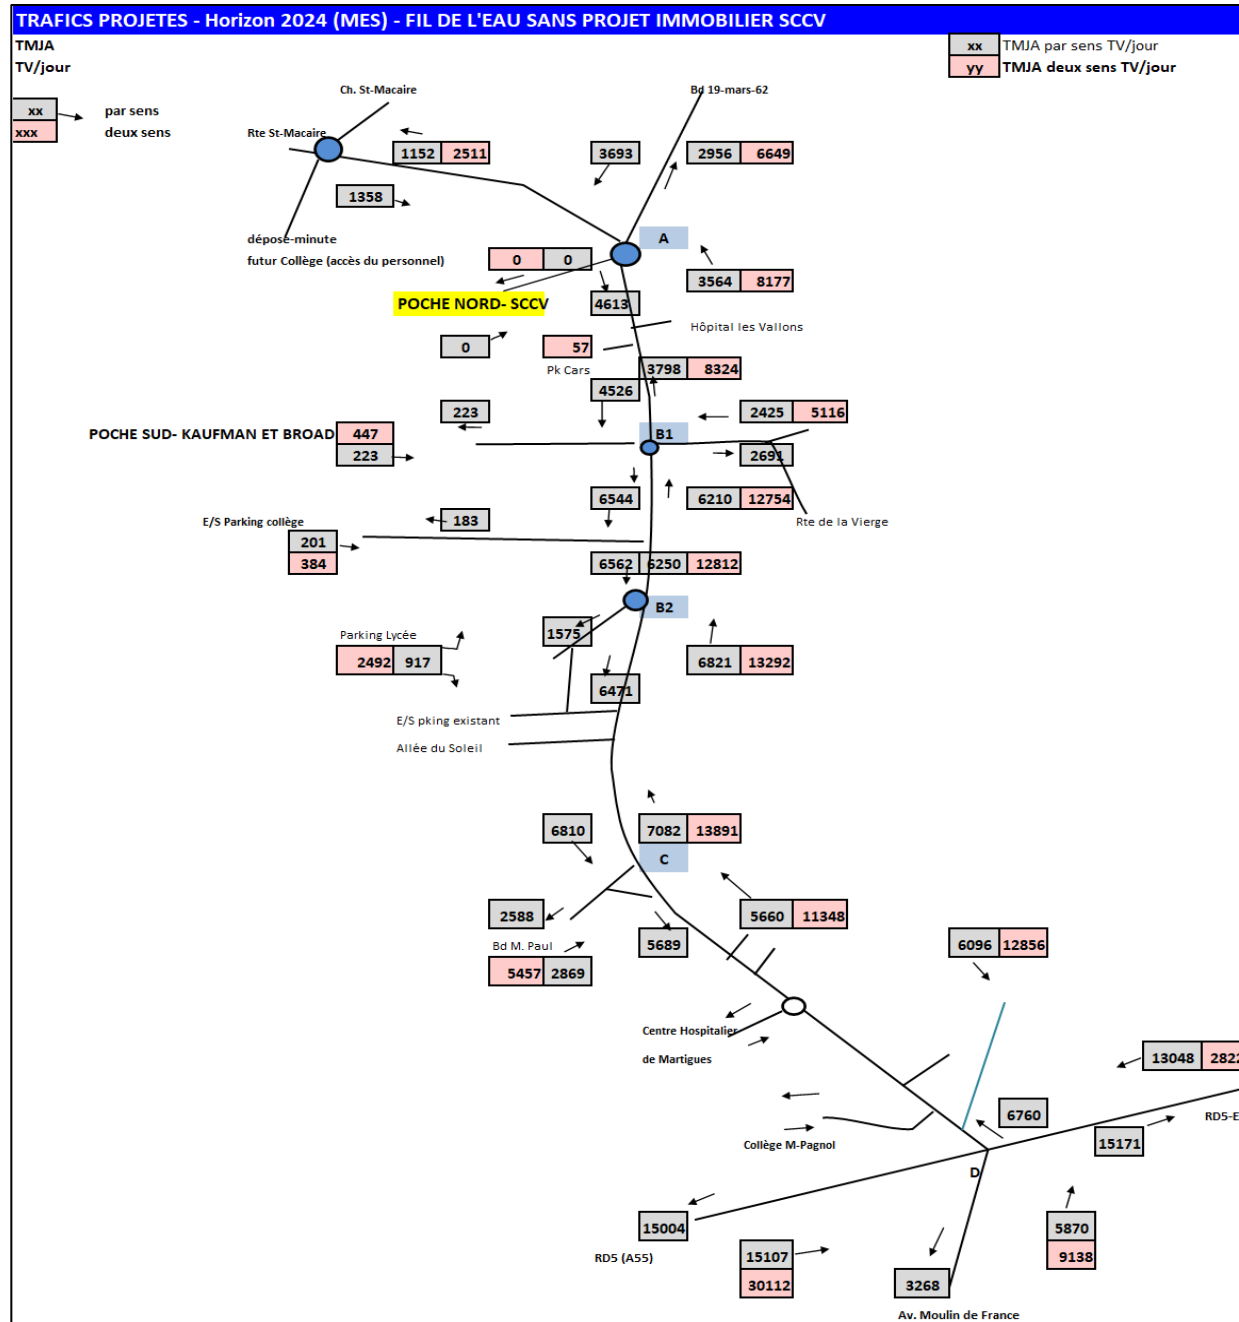 TRAFICS PROJETES - Horizon 2024 (MES) - FIL DE L'EAU SANS PROJET IMMOBILIER SCCV
TMJA
TV/jour
xx TMJA par sens TV/jour
yy TMJA deux sens TV/jour
xx par sens
xxx deux sens
Ch. St-Macaire
Bd 19-mars-62
Rte St-Macaire
1152 2511
3693
2956 6649
1358
dépose-minute
futur Collège (accès du personnel)
A
0 0
3564 8177
POCHE NORD- SCCV
4613
Hôpital les Vallons
0
57
Pk Cars
3798 8324
4526
223
2425 5116
POCHE SUD- KAUFMAN ET BROAD
447
223
B1
2691
6544
6210 12754
Rte de la Vierge
E/S Parking collège
183
201
384
6562 6250 12812
B2
1575
Parking Lycée
2492 917
6821 13292
6471
E/S pking existant
Allée du Soleil
6810
7082 13891
C
2588
5660 11348
5689
6096 12856
Bd M. Paul
5457 2869
Centre Hospitalier
de Martigues
13048 2822
6760
RD5-E
15171
Collège M-Pagnol
D
15004
5870
9138
RD5 (A55)
15107
30112
3268
Av. Moulin de France